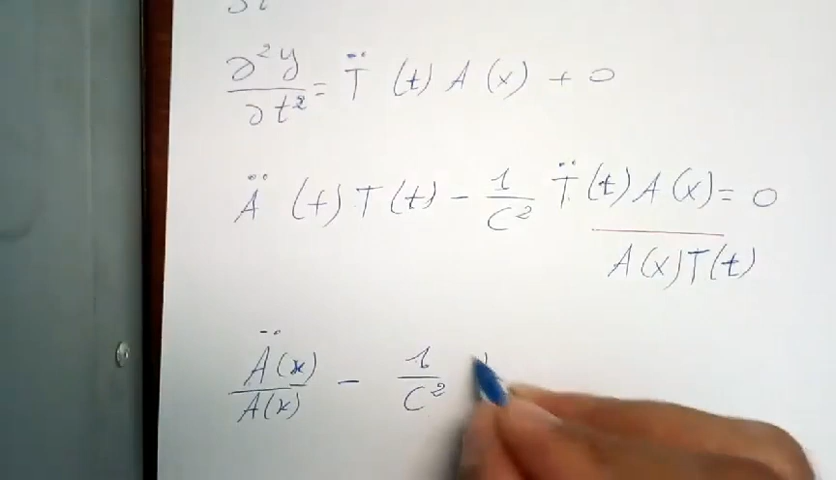 ∂²y/∂t² = T̈ (t) A (x) + 0
Ä (t) T(t) - 1/C² T̈(t) A(x) = 0
A(x)T(t)
Ä(x)/A(x) - 1/C²